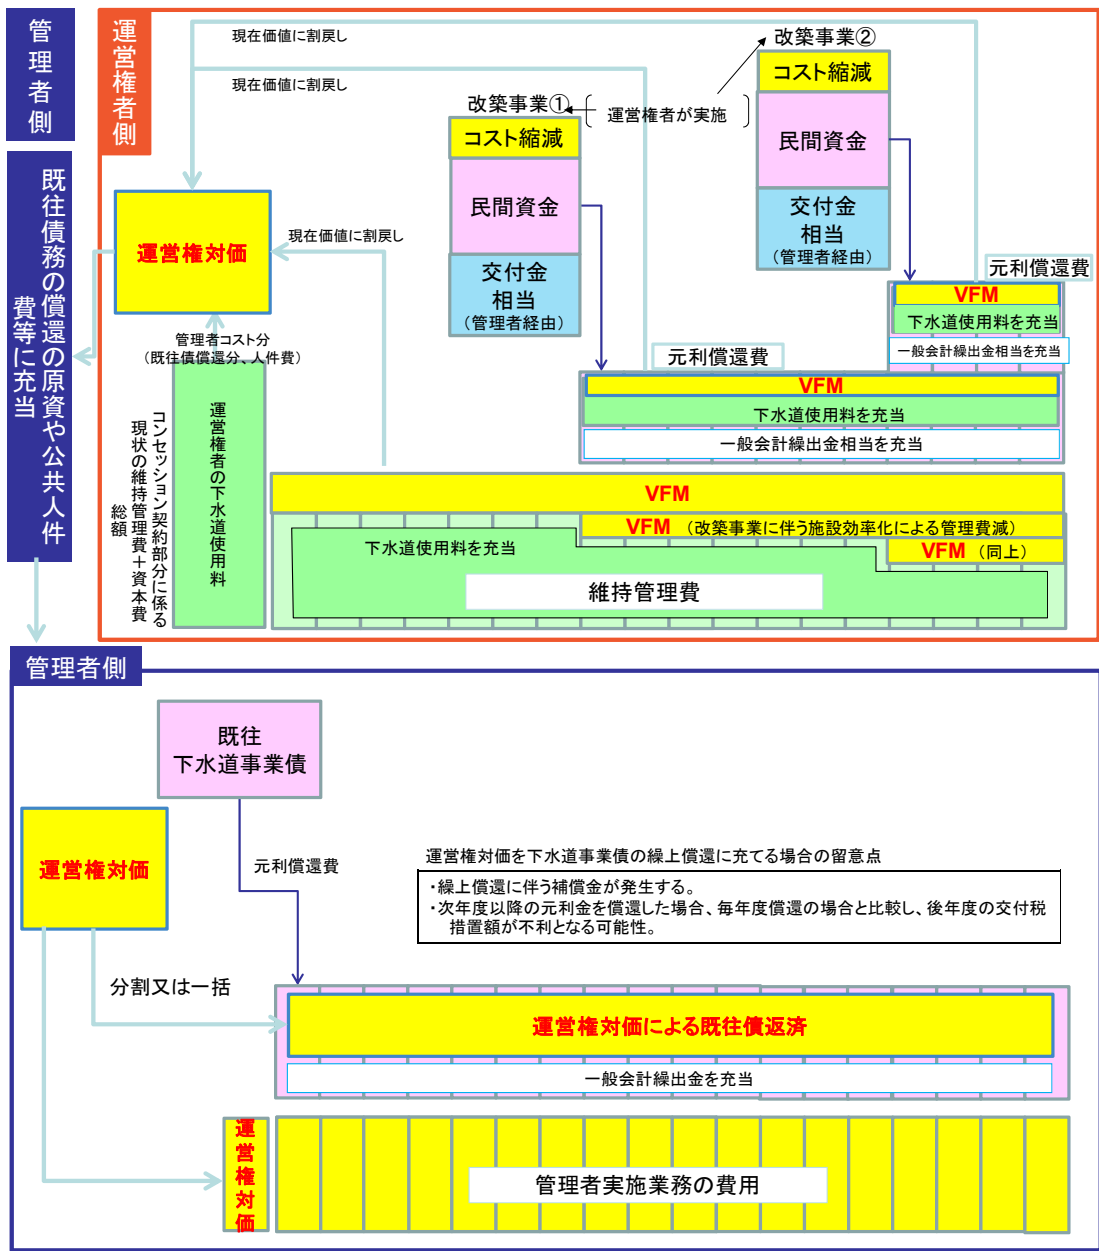 管理者側
運営権者側
既往債務の償還の原資や公共人件
費等に充当
現在価値に割戻し
現在価値に割戻し
改築事業②
コスト縮減
民間資金
交付金
相当
(管理者経由)
改築事業①
運営権者が実施
コスト縮減
民間資金
交付金
相当
(管理者経由)
運営権対価
現在価値に割戻し
元利償還費
VFM
下水道使用料を充当
一般会計繰出金相当を充当
元利償還費
VFM
下水道使用料を充当
一般会計繰出金相当を充当
管理者コスト分
(既往債償還分、人件費)
運営権者の下水道使用料
コンセッション契約部分に係る
現状の維持管理費+資本費
総額
VFM
VFM (改築事業に伴う施設効率化による管理費減)
VFM (同上)
下水道使用料を充当
維持管理費
管理者側
既往
下水道事業債
運営権対価
元利償還費
運営権対価を下水道事業債の繰上償還に充てる場合の留意点
・繰上償還に伴う補償金が発生する。
・次年度以降の元利金を償還した場合、毎年度償還の場合と比較し、後年度の交付税
措置額が不利となる可能性。
分割又は一括
運営権対価による既往債返済
一般会計繰出金を充当
運営権対価
管理者実施業務の費用